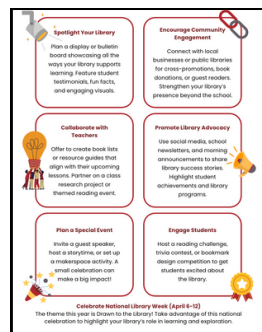 Spotlight Your Library
Plan a display or bulletin
board showcasing all the
ways your library supports
learning. Feature student
testimonials, fun facts,
and engaging visuals.
Encourage Community
Engagement
Connect with local
businesses or public libraries
for cross-promotions, book
donations, or guest readers.
Strengthen your library's
presence beyond the school.
Collaborate with
Teachers
Offer to create book lists
or resource guides that
align with their upcoming
lessons. Partner on a class
research project or
themed reading event.
Promote Library Advocacy
Use social media, school
newsletters, and morning
announcements to share
library success stories.
Highlight student
achievements and library
programs.
Plan a Special Event
Invite a guest speaker,
host a storytime, or set up
a makerspace activity. A
small celebration can
make a big impact!
Engage Students
Host a reading challenge,
trivia contest, or bookmark
design competition to get
students excited about
the library.
Celebrate National Library Week (April 6-12)
The theme this year is Drawn to the Library! Take advantage of this national
celebration to highlight your library's role in learning and exploration.